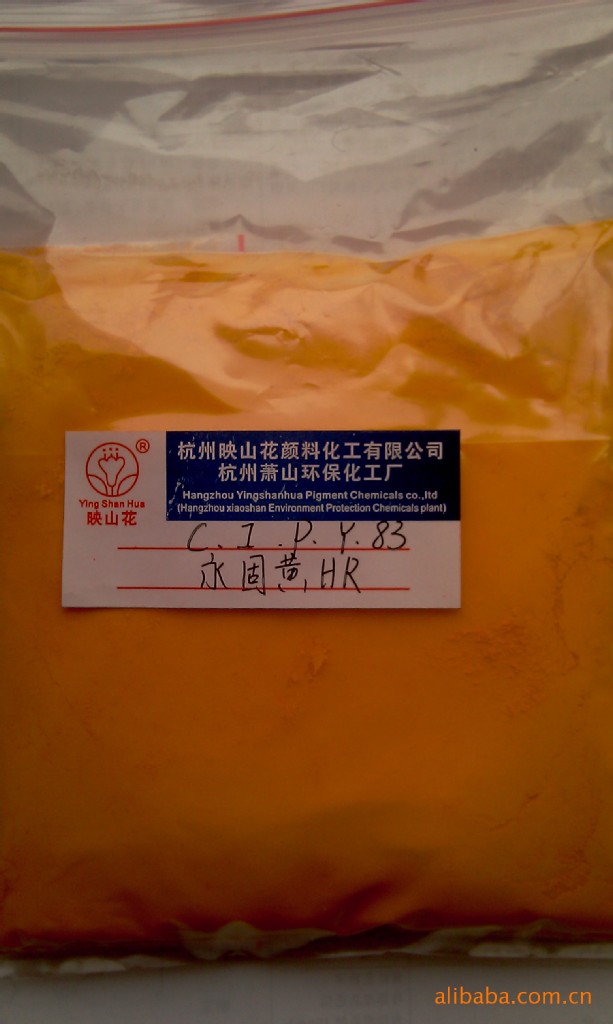 ®
Ying Shan Hua
映山花
杭州映山花颜料化工有限公司
杭州萧山环保化工厂
Hangzhou Yingshanhua Pigment Chemicals co.,ltd
(Hangzhou xiaoshan Environment Protection Chemicals plant)
C.I.P.Y.83
永固黄HR
alibaba.com.cn